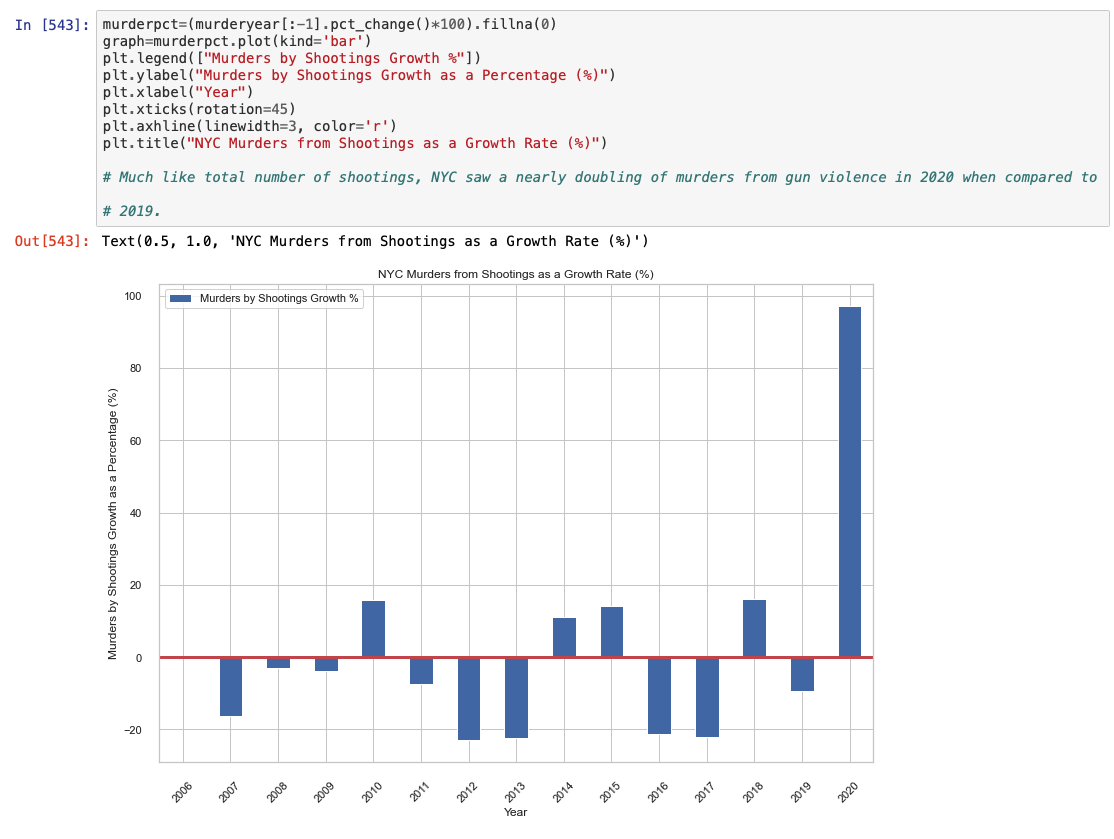 In [543]: murderpct=(murderyear[:-1].pct_change()*100).fillna(0)
graph=murderpct.plot(kind='bar')
plt.legend(["Murders by Shootings Growth %"])
plt.ylabel("Murders by Shootings Growth as a Percentage (%)")
plt.xlabel("Year")
plt.xticks(rotation=45)
plt.axhline(linewidth=3, color='r')
plt.title("NYC Murders from Shootings as a Growth Rate (%)")
# Much like total number of shootings, NYC saw a nearly doubling of murders from gun violence in 2020 when compared to
# 2019.
Out[543]: Text(0.5, 1.0, 'NYC Murders from Shootings as a Growth Rate (%)')
NYC Murders from Shootings as a Growth Rate (%)
Murders by Shootings Growth %
Murders by Shootings Growth as a Percentage (%)
100
80
60
40
20
0
−20
2006 2007 2008 2009 2010 2011 2012 2013 2014 2015 2016 2017 2018 2019 2020
Year